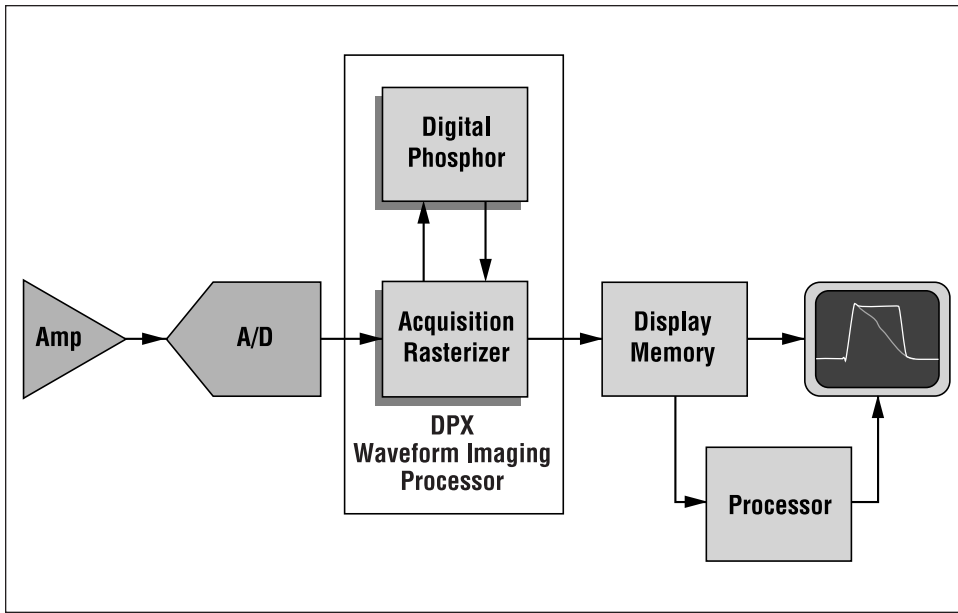 Digital
Phosphor
Amp
A/D
Acquisition
Rasterizer
Display
Memory
DPX
Waveform Imaging
Processor
Processor